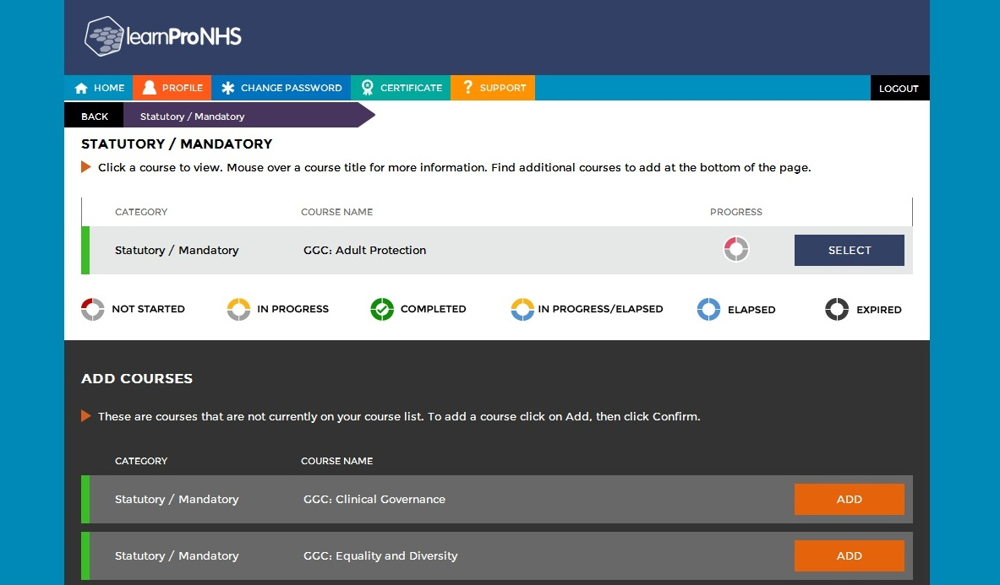 learnProNHS
HOME PROFILE CHANGE PASSWORD CERTIFICATE ? SUPPORT LOGOUT
BACK Statutory / Mandatory
STATUTORY / MANDATORY
Click a course to view. Mouse over a course title for more information. Find additional courses to add at the bottom of the page.
CATEGORY COURSE NAME PROGRESS
Statutory / Mandatory GGC: Adult Protection SELECT
NOT STARTED IN PROGRESS COMPLETED IN PROGRESS/ELAPSED ELAPSED EXPIRED
ADD COURSES
These are courses that are not currently on your course list. To add a course click on Add, then click Confirm.
CATEGORY COURSE NAME
Statutory / Mandatory GGC: Clinical Governance ADD
Statutory / Mandatory GGC: Equality and Diversity ADD